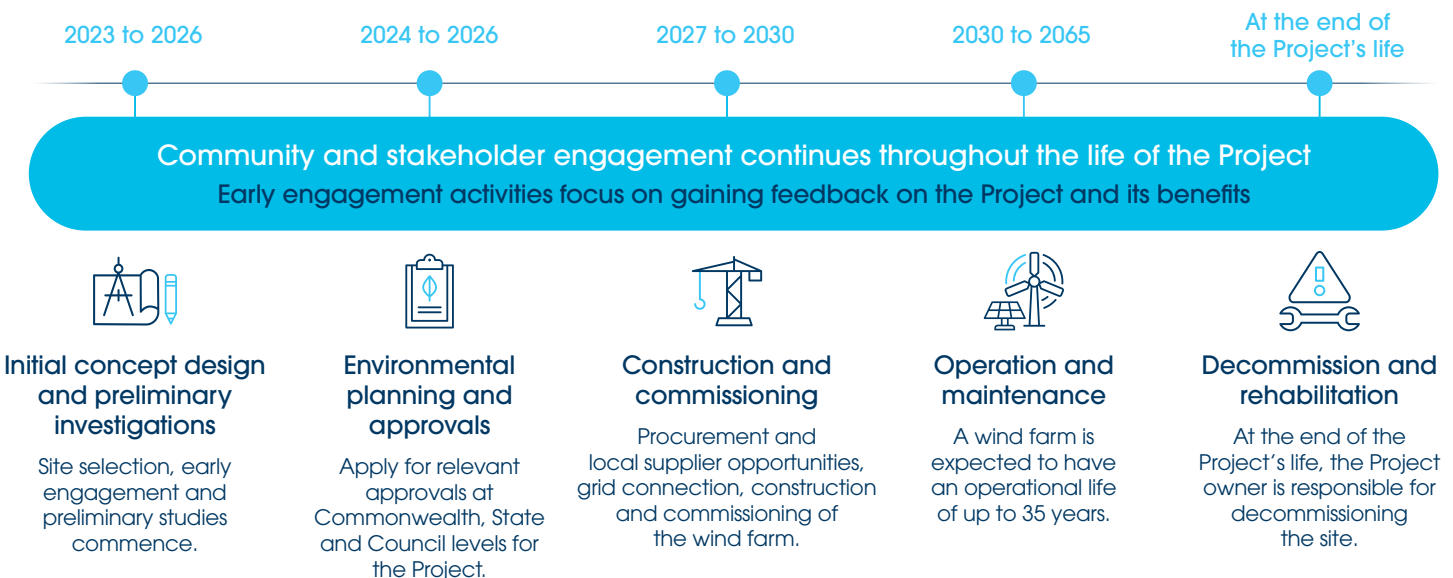 2023 to 2026
2024 to 2026
2027 to 2030
2030 to 2065
At the end of
the Project's life
Community and stakeholder engagement continues throughout the life of the Project
Early engagement activities focus on gaining feedback on the Project and its benefits
Initial concept design
and preliminary
investigations
Site selection, early
engagement and
preliminary studies
commence.
Environmental
planning and
approvals
Apply for relevant
approvals at
Commonwealth, State
and Council levels for
the Project.
Construction and
commissioning
Procurement and
local supplier opportunities,
grid connection, construction
and commissioning of
the wind farm.
Operation and
maintenance
A wind farm is
expected to have
an operational life
of up to 35 years.
Decommission and
rehabilitation
At the end of the
Project's life, the Project
owner is responsible for
decommissioning
the site.